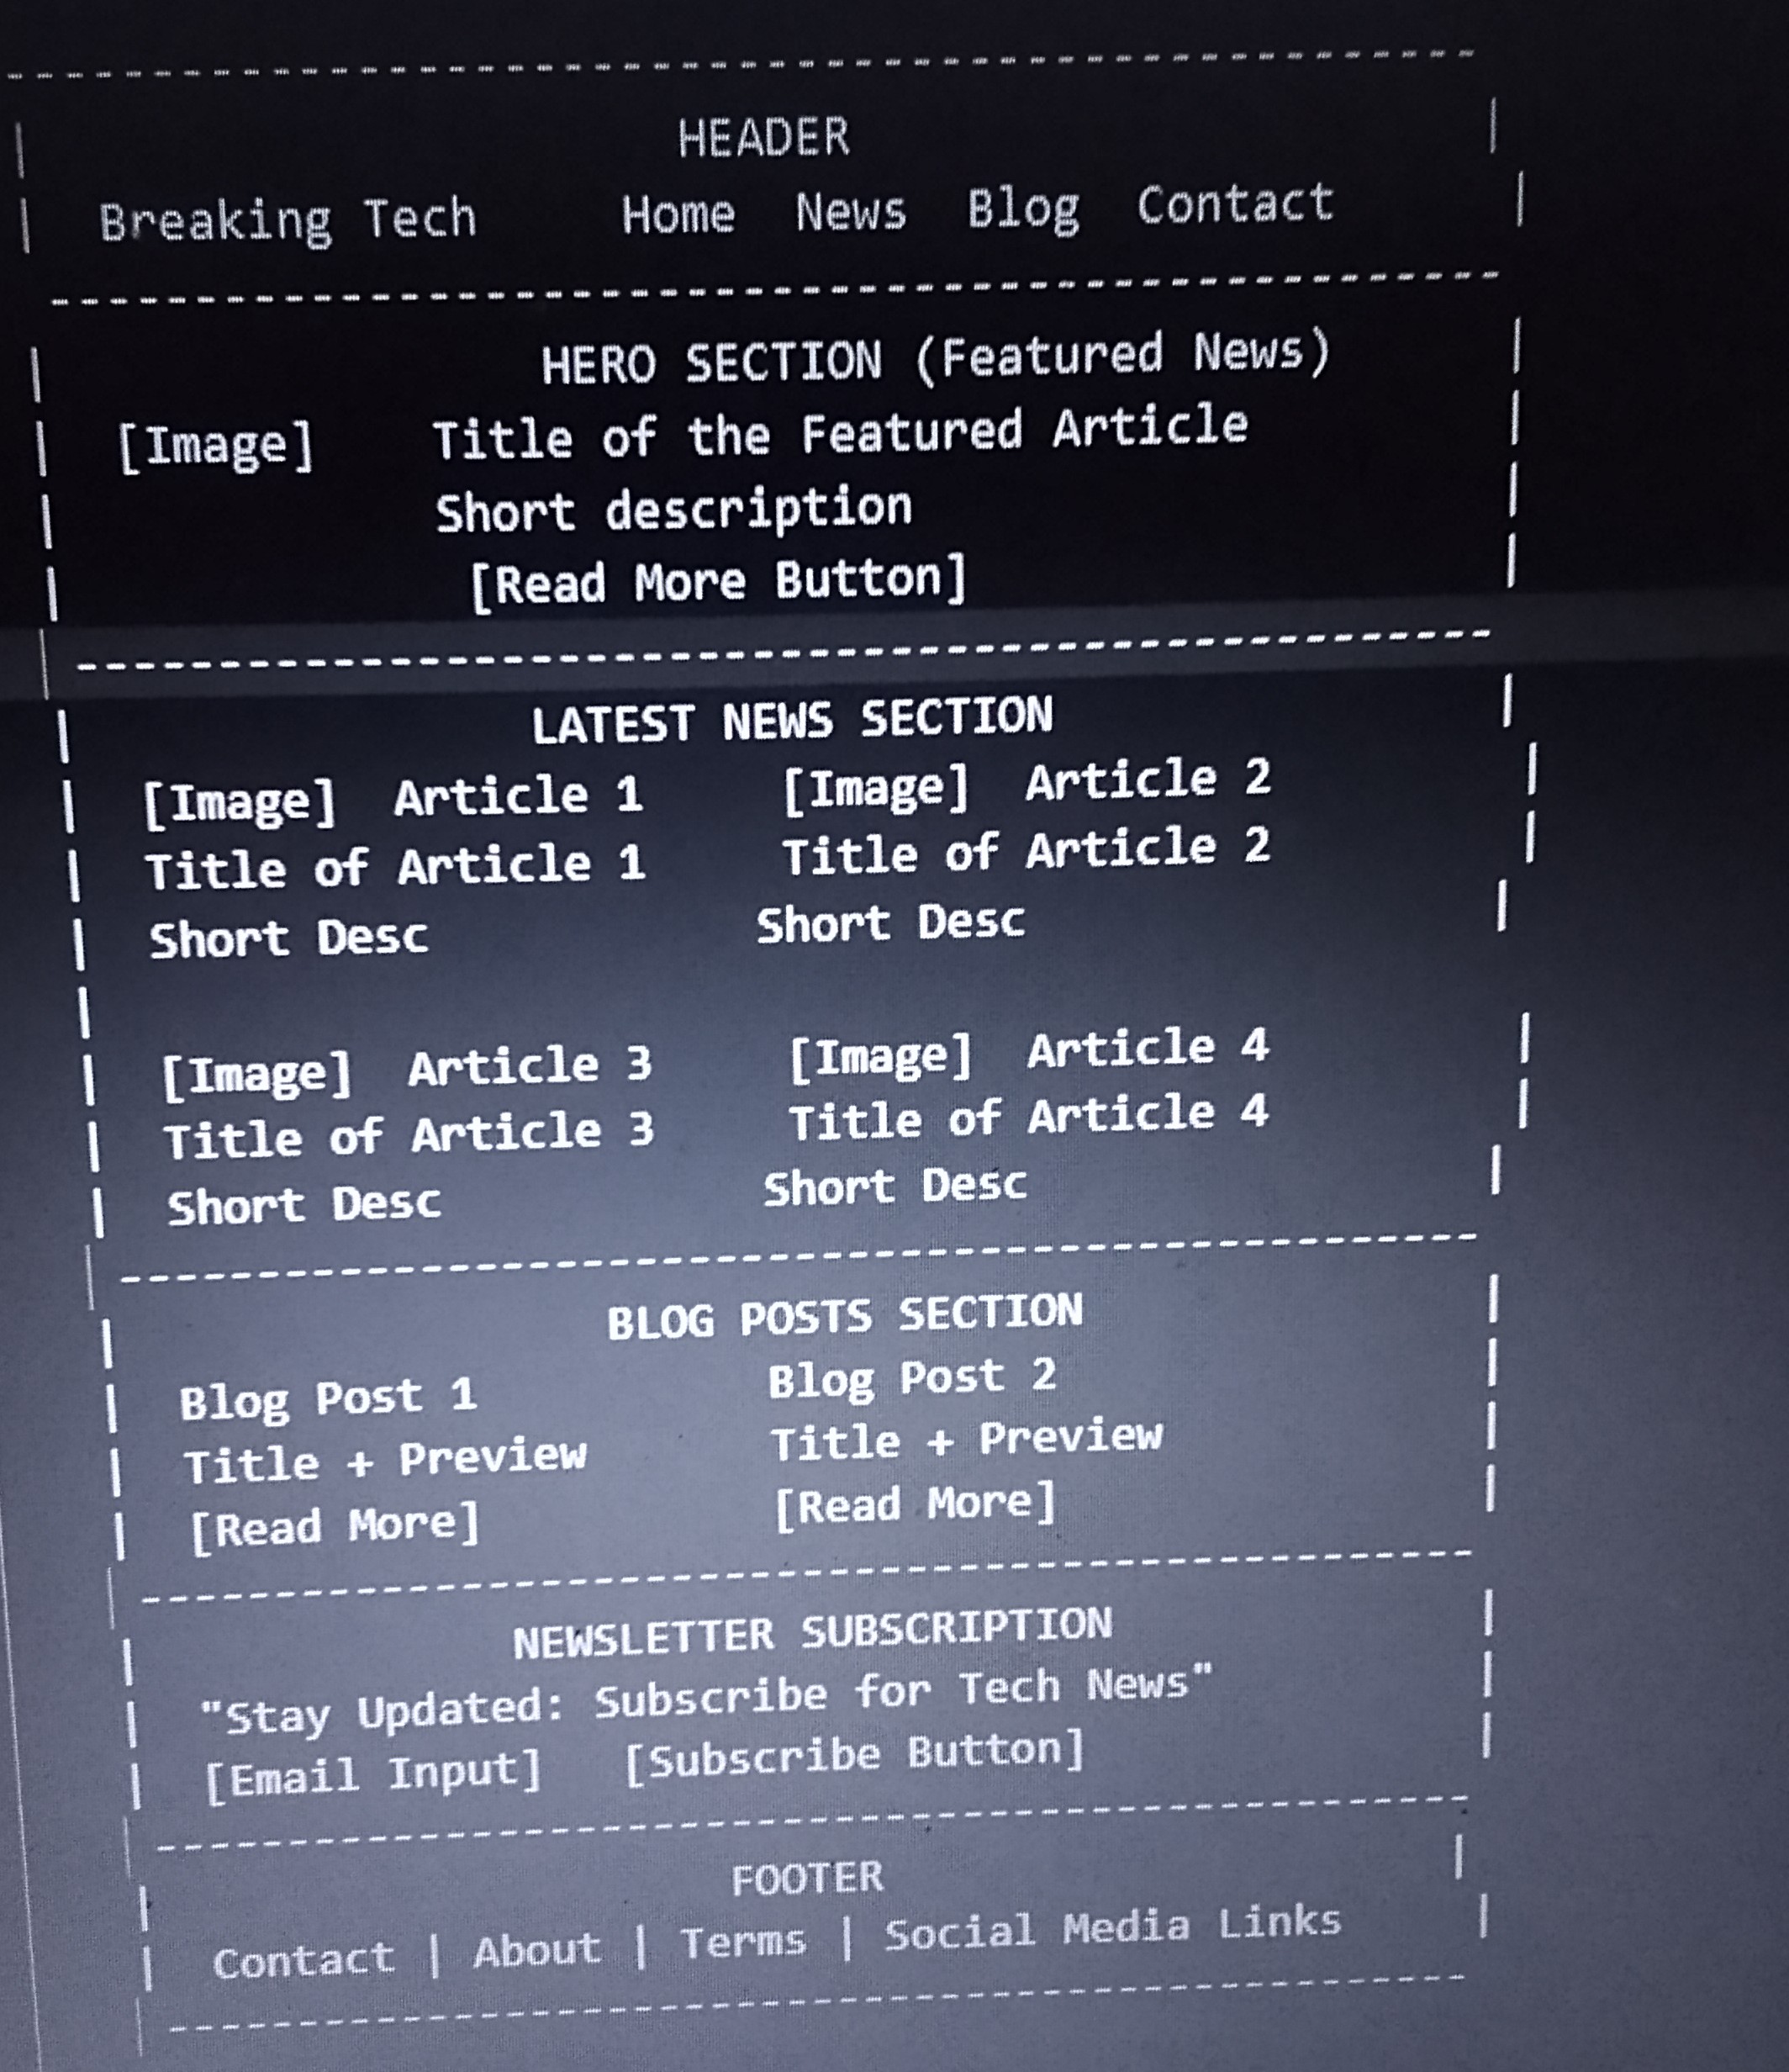 HEADER
Breaking Tech Home News Blog Contact
HERO SECTION (Featured News)
[Image] Title of the Featured Article
Short description
[Read More Button]
LATEST NEWS SECTION
[Image] Article 1 [Image] Article 2
Title of Article 1 Title of Article 2
Short Desc Short Desc
[Image] Article 3 [Image] Article 4
Title of Article 3 Title of Article 4
Short Desc Short Desc
BLOG POSTS SECTION
Blog Post 1 Blog Post 2
Title + Preview Title + Preview
[Read More] [Read More]
NEWSLETTER SUBSCRIPTION
"Stay Updated: Subscribe for Tech News"
[Email Input] [Subscribe Button]
FOOTER
Contact | About | Terms | Social Media Links